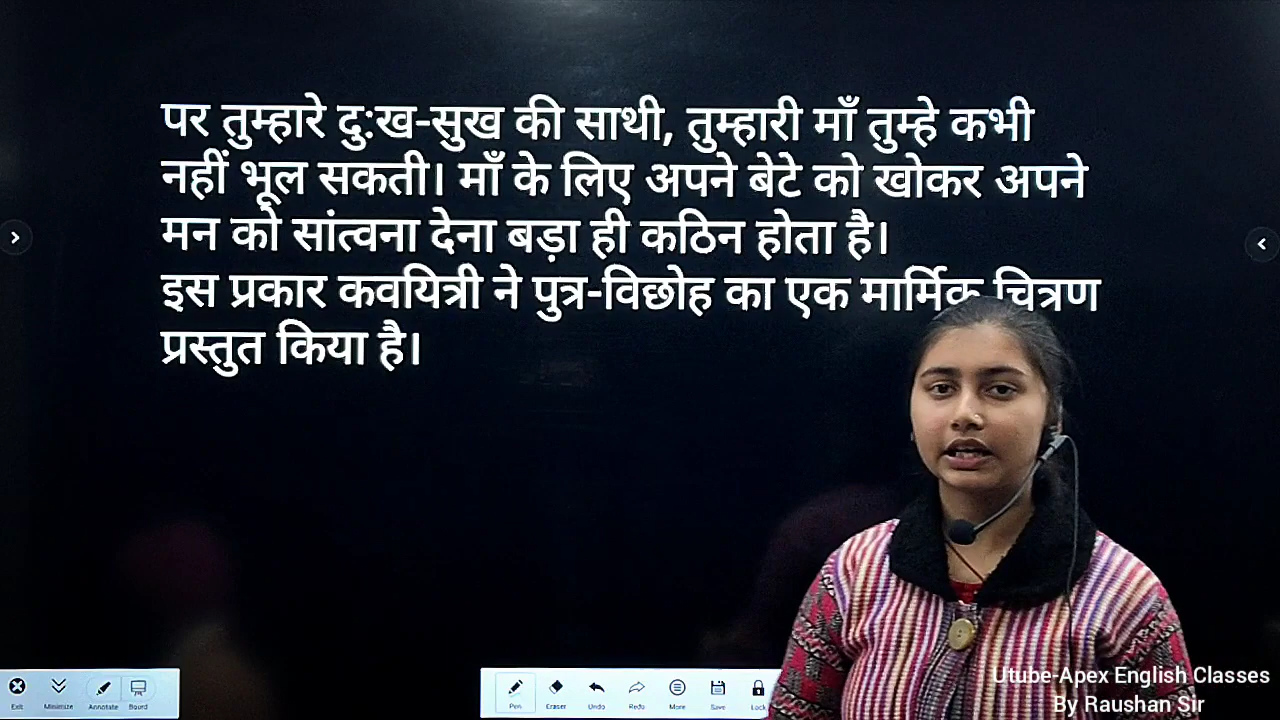 पर तुम्हारे दु:ख-सुख की साथी, तुम्हारी माँ तुम्हे कभी
नहीं भूल सकती। माँ के लिए अपने बेटे को खोकर अपने
मन को सांत्वना देना बड़ा ही कठिन होता है।
इस प्रकार कवयित्री ने पुत्र-विछोह का एक मार्मिक चित्रण
प्रस्तुत किया है।
Exit Minimize Annotate Board Pen Eraser Undo Redo More Save Lock
Utube-Apex English Classes
By Raushan Sir